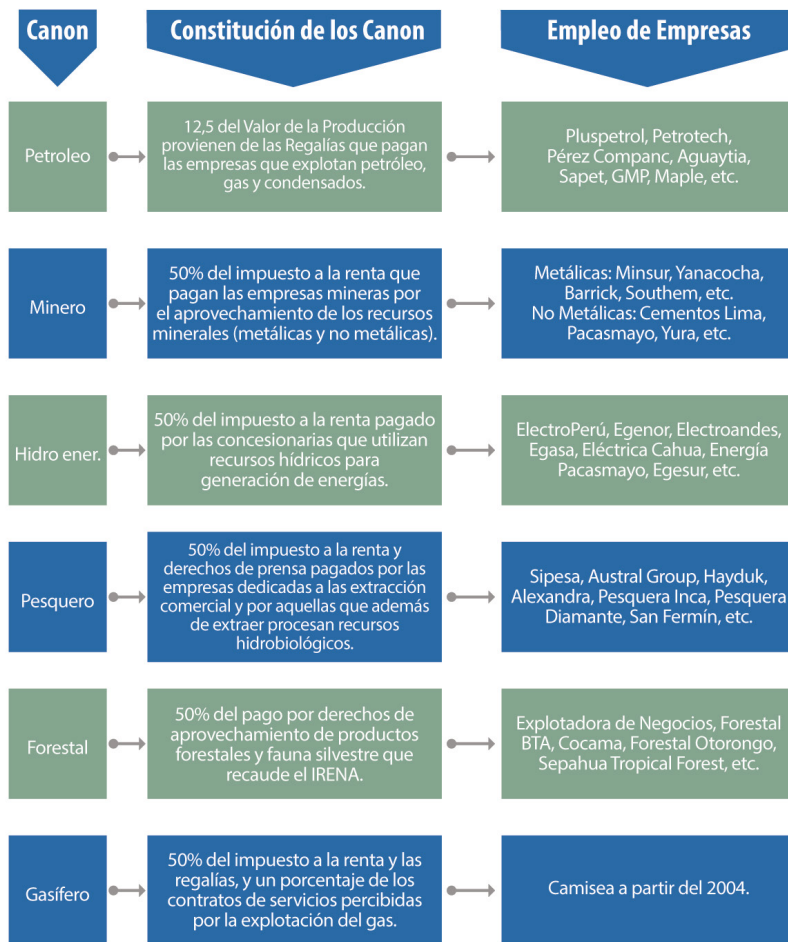 Canon
Constitución de los Canon
Empleo de Empresas
Petroleo
12,5 del Valor de la Producción
provienen de las Regalías que pagan
las empresas que explotan petróleo,
gas y condensados.
Pluspetrol, Petrotech,
Pérez Companc, Aguaytia,
Sapet, GMP, Maple, etc.
Minero
50% del impuesto a la renta que
pagan las empresas mineras por
el aprovechamiento de los recursos
minerales (metálicas y no metálicas).
Metálicas: Minsur, Yanacocha,
Barrick, Southem, etc.
No Metálicas: Cementos Lima,
Pacasmayo, Yura, etc.
Hidro ener.
50% del impuesto a la renta pagado
por las concesionarias que utilizan
recursos hídricos para
generación de energías.
ElectroPerú, Egenor, Electroandes,
Egasa, Eléctrica Cahua, Energía
Pacasmayo, Egesur, etc.
Pesquero
50% del impuesto a la renta y
derechos de prensa pagados por las
empresas dedicadas a las extracción
comercial y por aquellas que además
de extraer procesan recursos
hidrobiológicos.
Sipesa, Austral Group, Hayduk,
Alexandra, Pesquera Inca, Pesquera
Diamante, San Fermín, etc.
Forestal
50% del pago por derechos de
aprovechamiento de productos
forestales y fauna silvestre que
recaude el IRENA.
Explotadora de Negocios, Forestal
BTA, Cocama, Forestal Otorongo,
Sepahua Tropical Forest, etc.
Gasífero
50% del impuesto a la renta y las
regalías, y un porcentaje de los
contratos de servicios percibidas
por la explotación del gas.
Camisea a partir del 2004.